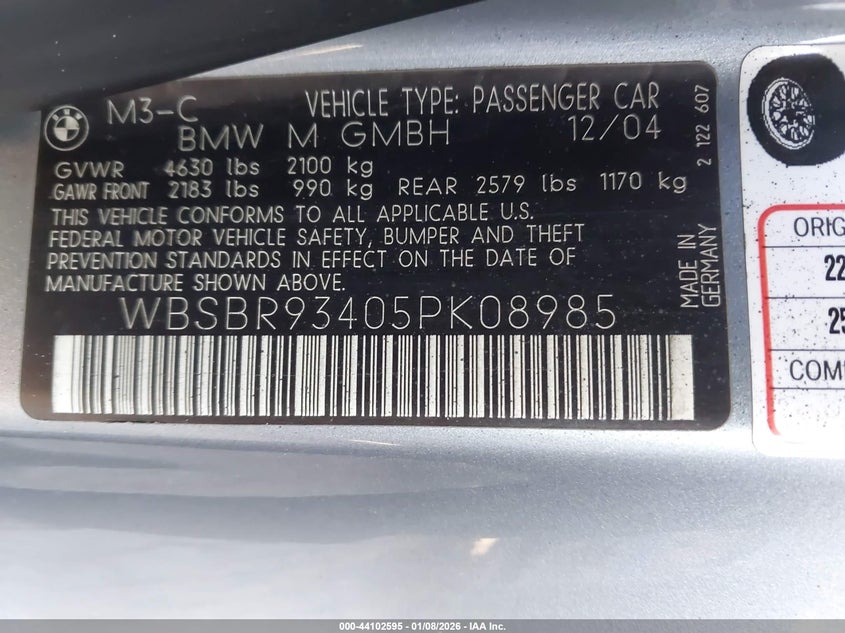 M3-C VEHICLE TYPE: PASSENGER CAR
BMW M GMBH 12/04
GVWR 4630 lbs 2100 kg
GAWR FRONT 2183 lbs 990 kg REAR 2579 lbs 1170 kg
THIS VEHICLE CONFORMS TO ALL APPLICABLE U.S.
FEDERAL MOTOR VEHICLE SAFETY, BUMPER AND THEFT
PREVENTION STANDARDS IN EFFECT ON THE DATE OF
MANUFACTURE SHOWN ABOVE.
WBSBR93405PK08985
2 122 607
MADE IN
GERMANY
BMW
ORIG
22
25
COM
000-44102595 - 01/08/2026 - IAA Inc.